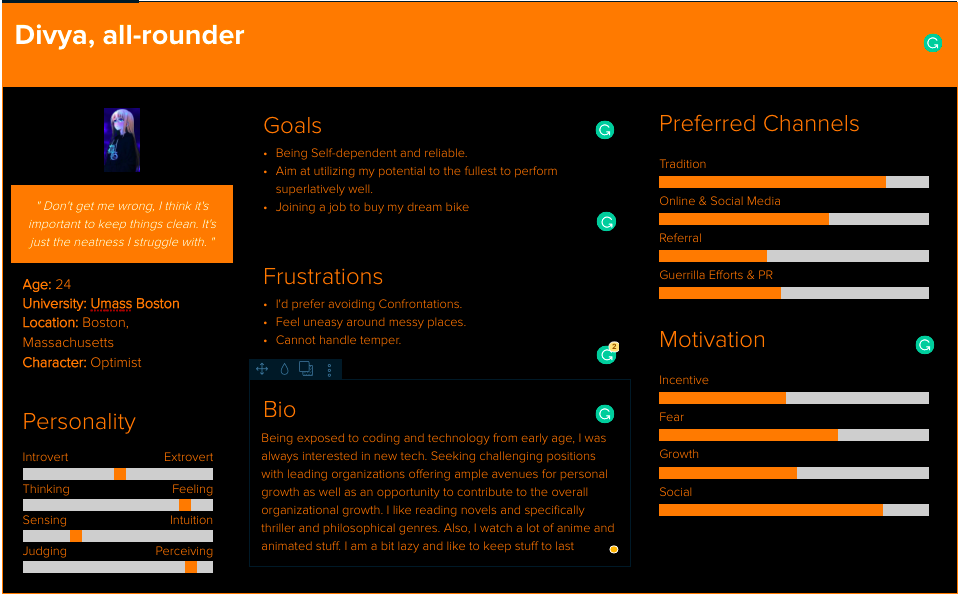 Divya, all-rounder
" Don't get me wrong, I think it's
important to keep things clean. It's
just the neatness I struggle with. "
Age: 24
University: Umass Boston
Location: Boston,
Massachusetts
Character: Optimist
Personality
Introvert Extrovert
Thinking Feeling
Sensing Intuition
Judging Perceiving
Goals
• Being Self-dependent and reliable.
• Aim at utilizing my potential to the fullest to perform
superlatively well.
• Joining a job to buy my dream bike
Frustrations
• I'd prefer avoiding Confrontations.
• Feel uneasy around messy places.
• Cannot handle temper.
2
Bio
Being exposed to coding and technology from early age, I was
always interested in new tech. Seeking challenging positions
with leading organizations offering ample avenues for personal
growth as well as an opportunity to contribute to the overall
organizational growth. I like reading novels and specifically
thriller and philosophical genres. Also, I watch a lot of anime and
animated stuff. I am a bit lazy and like to keep stuff to last
Preferred Channels
Tradition
Online & Social Media
Referral
Guerrilla Efforts & PR
Motivation
Incentive
Fear
Growth
Social